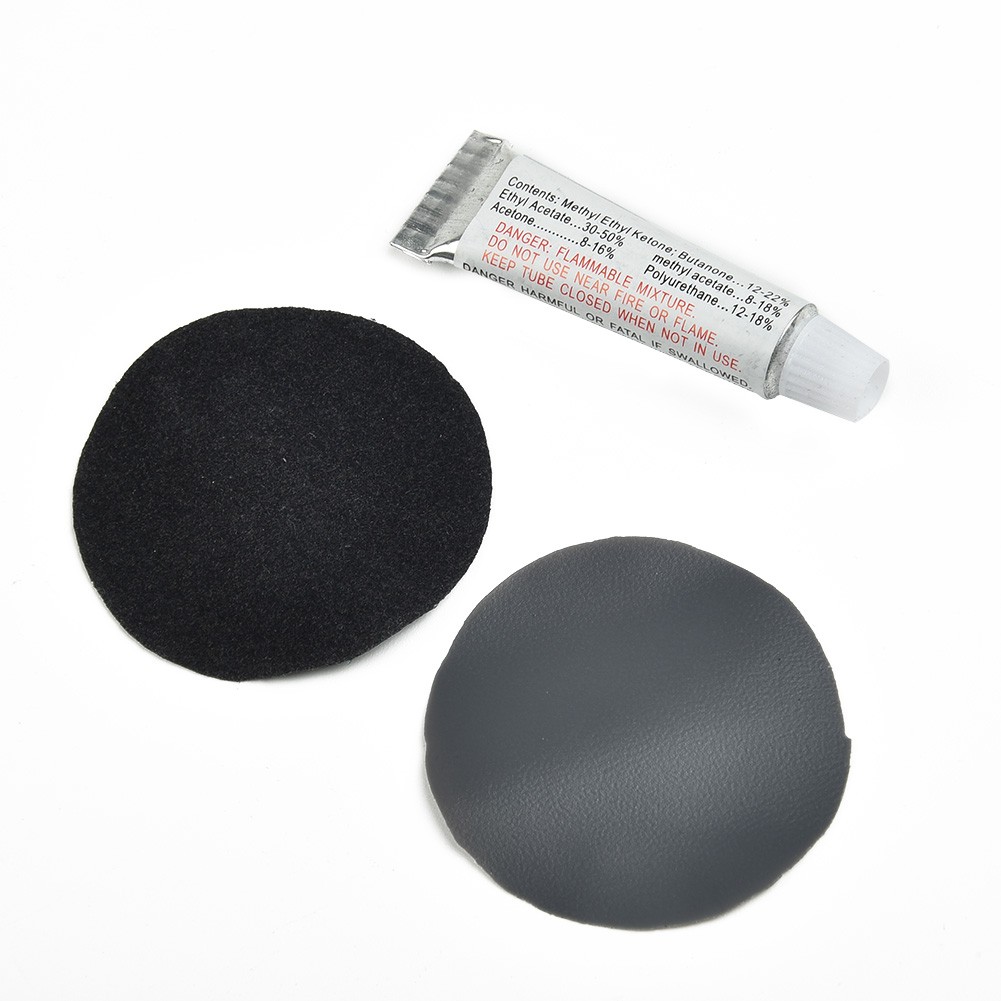 Contents: Methyl Ethyl Ketone; Butanone...12-22%
Ethyl Acetate...30-50% methyl acetate...8-18%
Acetone............8-16% Polyurethane...12-18%
DANGER: FLAMMABLE MIXTURE.
DO NOT USE NEAR FIRE OR FLAME.
KEEP TUBE CLOSED WHEN NOT IN USE.
DANGER HARMFUL OR FATAL IF SWALLOWED.